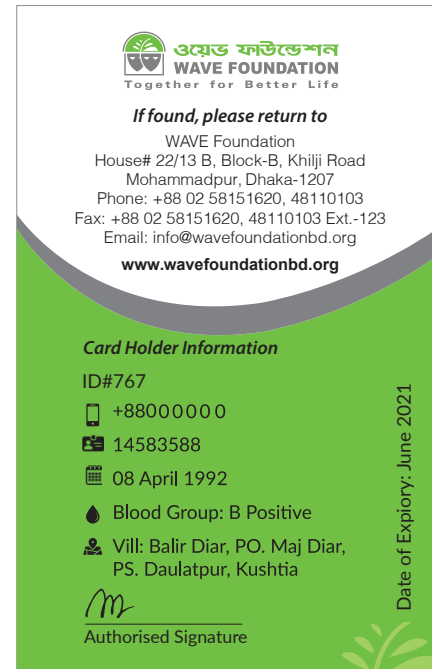 ওয়েভ ফাউন্ডেশন
WAVE FOUNDATION
Together for Better Life
If found, please return to
WAVE Foundation
House# 22/13 B, Block-B, Khilji Road
Mohammadpur, Dhaka-1207
Phone: +88 02 58151620, 48110103
Fax: +88 02 58151620, 48110103 Ext.-123
Email: info@wavefoundationbd.org
www.wavefoundationbd.org
Card Holder Information
ID#767
+88000000 0
14583588
08 April 1992
Blood Group: B Positive
Vill: Balir Diar, PO. Maj Diar,
PS. Daulatpur, Kushtia
Authorised Signature
Date of Expiory: June 2021